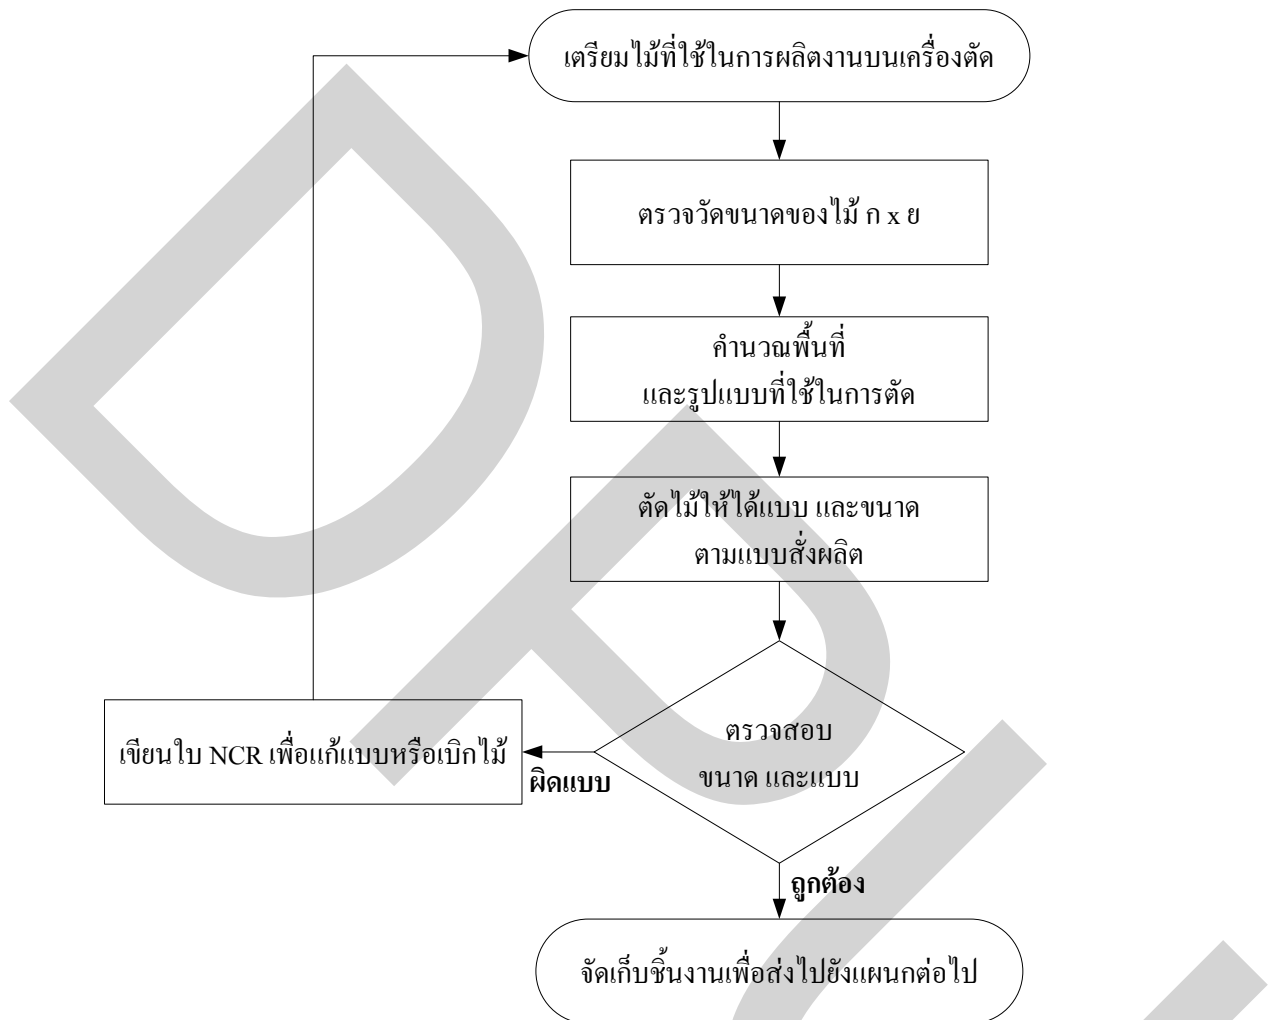 เตรียมไม้ที่ใช้ในการผลิตงานบนเครื่องตัด
ตรวจวัดขนาดของไม้ ก x ย
คำนวณพื้นที่
และรูปแบบที่ใช้ในการตัด
ตัดไม้ให้ได้แบบ และขนาด
ตามแบบสั่งผลิต
ตรวจสอบ
ขนาด และแบบ
เขียนใบ NCR เพื่อแก้แบบหรือเบิกไม้
ผิดแบบ
ถูกต้อง
จัดเก็บชิ้นงานเพื่อส่งไปยังแผนกต่อไป